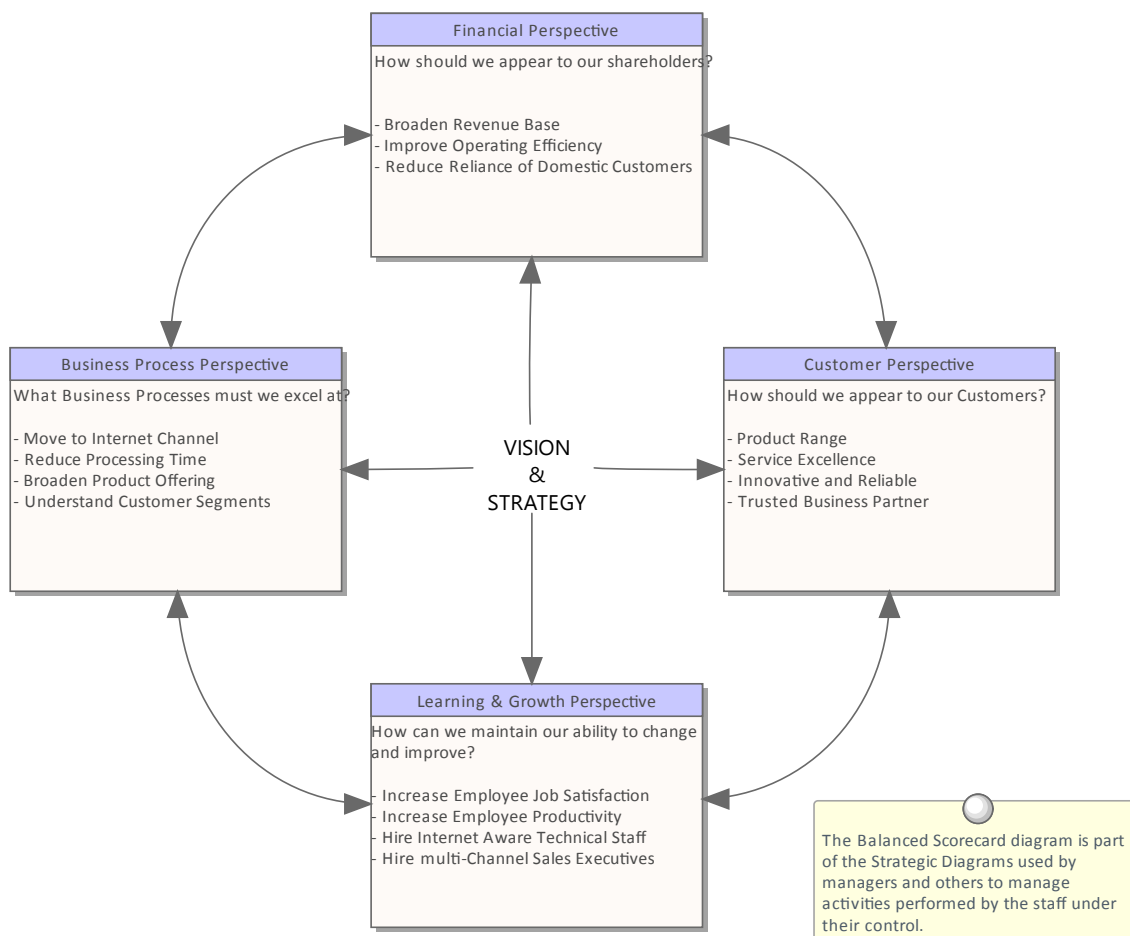 Financial Perspective
How should we appear to our shareholders?
- Broaden Revenue Base
- Improve Operating Efficiency
- Reduce Reliance of Domestic Customers
Business Process Perspective
What Business Processes must we excel at?
- Move to Internet Channel
- Reduce Processing Time
- Broaden Product Offering
- Understand Customer Segments
VISION
&
STRATEGY
Customer Perspective
How should we appear to our Customers?
- Product Range
- Service Excellence
- Innovative and Reliable
- Trusted Business Partner
Learning & Growth Perspective
How can we maintain our ability to change
and improve?
- Increase Employee Job Satisfaction
- Increase Employee Productivity
- Hire Internet Aware Technical Staff
- Hire multi-Channel Sales Executives
The Balanced Scorecard diagram is part
of the Strategic Diagrams used by
managers and others to manage
activities performed by the staff under
their control.